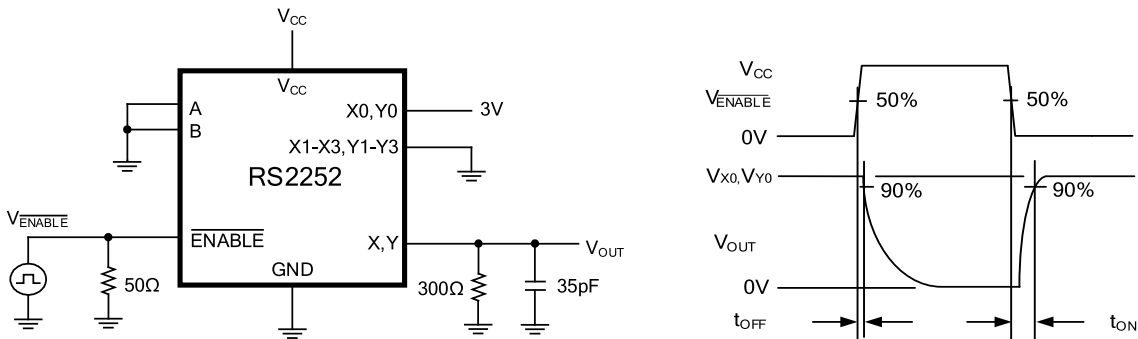 VCC
VCC
A
B
X0,Y0
3V
X1-X3,Y1-Y3
RS2252
VENABLE
ENABLE
X,Y
VOUT
GND
50Ω
300Ω
35pF
VCC
VENABLE
50%
50%
0V
VX0,VY0
90%
90%
VOUT
0V
tOFF
tON